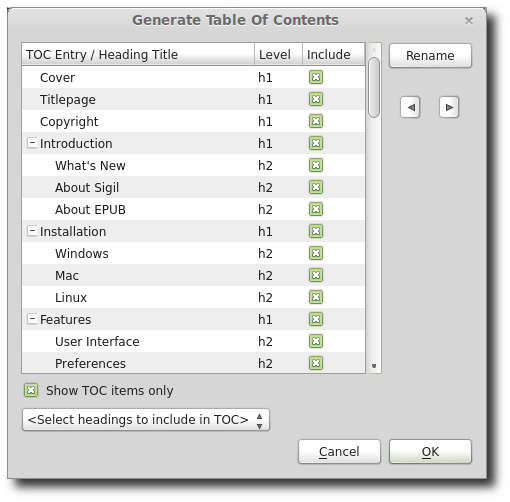 Generate Table Of Contents
TOC Entry / Heading Title Level Include
Rename
Cover h1
Titlepage h1
Copyright h1
Introduction h1
What's New h2
About Sigil h2
About EPUB h2
Installation h1
Windows h2
Mac h2
Linux h2
Features h1
User Interface h2
Preferences h2
Show TOC items only
<Select headings to include in TOC>
Cancel OK